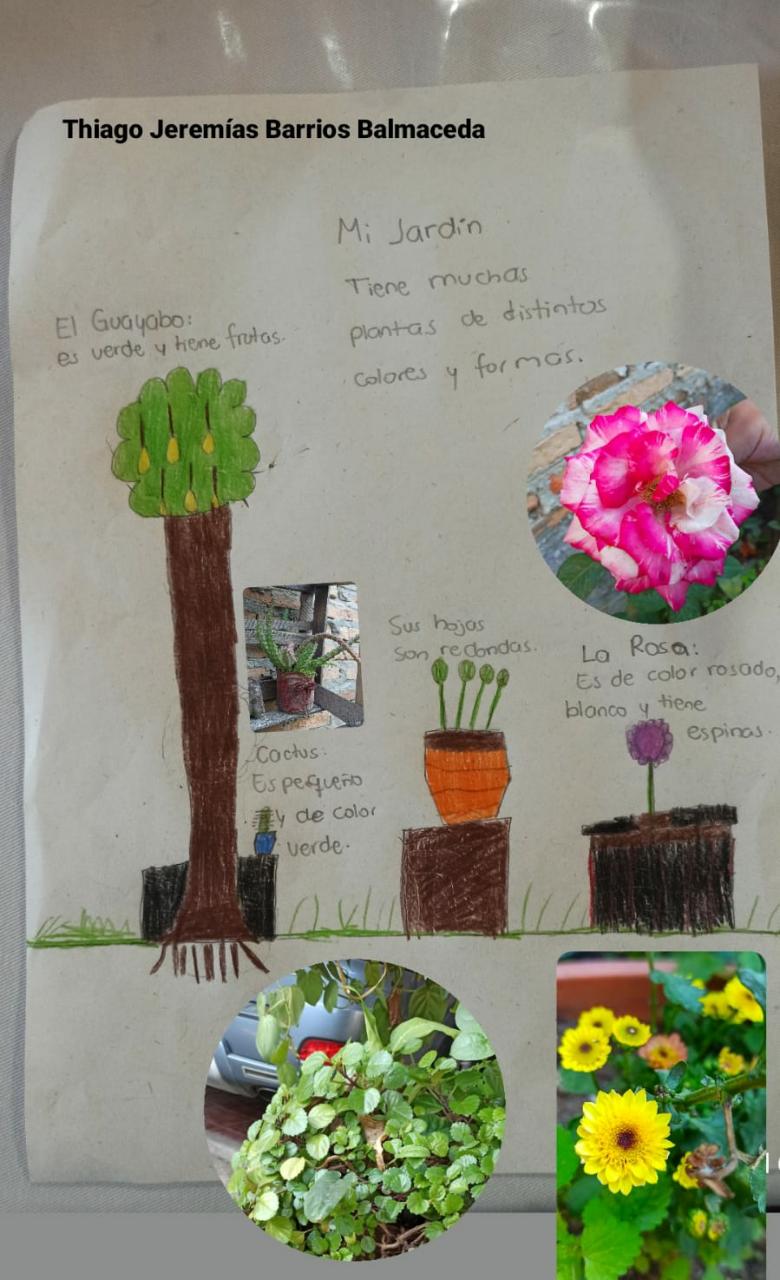 Thiago Jeremías Barrios Balmaceda
Mi Jardín
Tiene muchas
plantas de distintos
colores y formas.
El Guayabo:
es verde y tiene frutas.
Sus hojas
son redondas.
La Rosa:
Es de color rosado,
blanco y tiene
espinas.
Cactus:
Es pequeño
y de color
verde.